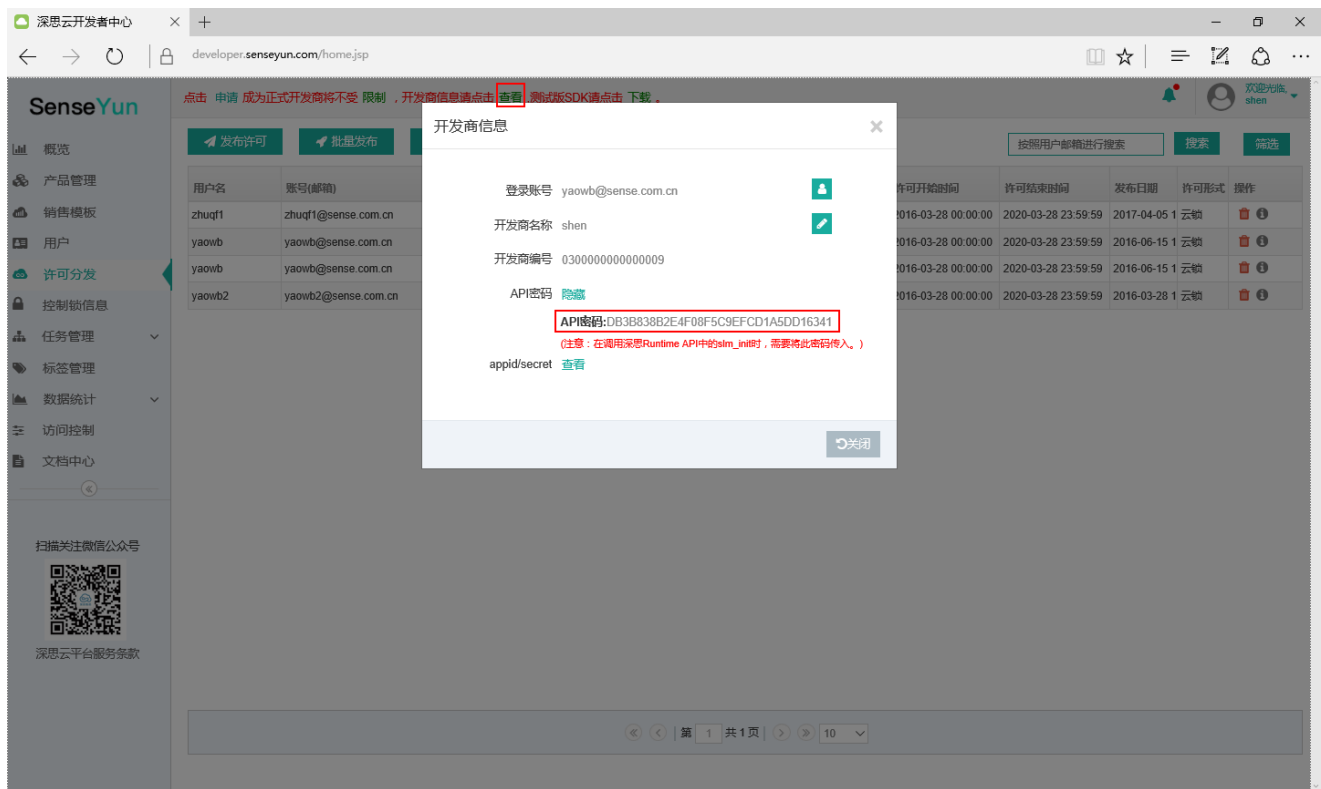 深思云开发者中心
developer.senseyun.com/home.jsp
SenseYun
点击 申请 成为正式开发商将不受 限制 ，开发商信息请点击 查看 ,测试版SDK请点击 下载 。
欢迎光临,
shen
概览
产品管理
销售模板
用户
许可分发
控制锁信息
任务管理
标签管理
数据统计
访问控制
文档中心
扫描关注微信公众号
深思云平台服务条款
发布许可
批量发布
按照用户邮箱进行搜索
搜索
筛选
用户名 账号(邮箱) 许可开始时间 许可结束时间 发布日期 许可形式 操作
zhuqf1 zhuqf1@sense.com.cn 2016-03-28 00:00:00 2020-03-28 23:59:59 2017-04-05 1 云锁
yaowb yaowb@sense.com.cn 2016-03-28 00:00:00 2020-03-28 23:59:59 2016-06-15 1 云锁
yaowb yaowb@sense.com.cn 2016-03-28 00:00:00 2020-03-28 23:59:59 2016-06-15 1 云锁
yaowb2 yaowb2@sense.com.cn 2016-03-28 00:00:00 2020-03-28 23:59:59 2016-03-28 1 云锁
开发商信息
登录账号 yaowb@sense.com.cn
开发商名称 shen
开发商编号 0300000000000009
API密码 隐藏
API密码:DB3B838B2E4F08F5C9EFCD1A5DD16341
(注意：在调用深思Runtime API中的slm_init时，需要将此密码传入。)
appid/secret 查看
关闭
第 1 共1页 10